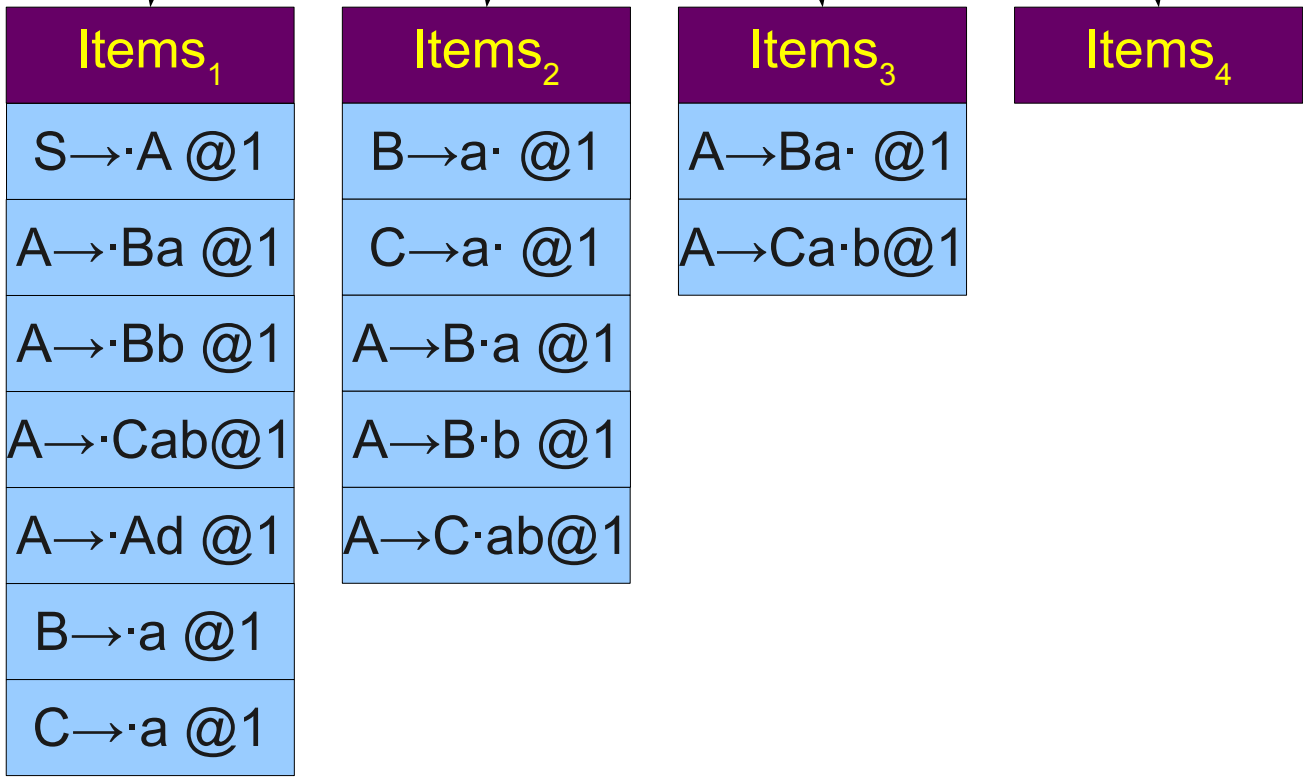 Items₁
S→·A @1
A→·Ba @1
A→·Bb @1
A→·Cab@1
A→·Ad @1
B→·a @1
C→·a @1
Items₂
B→a· @1
C→a· @1
A→B·a @1
A→B·b @1
A→C·ab@1
Items₃
A→Ba· @1
A→Ca·b@1
Items₄